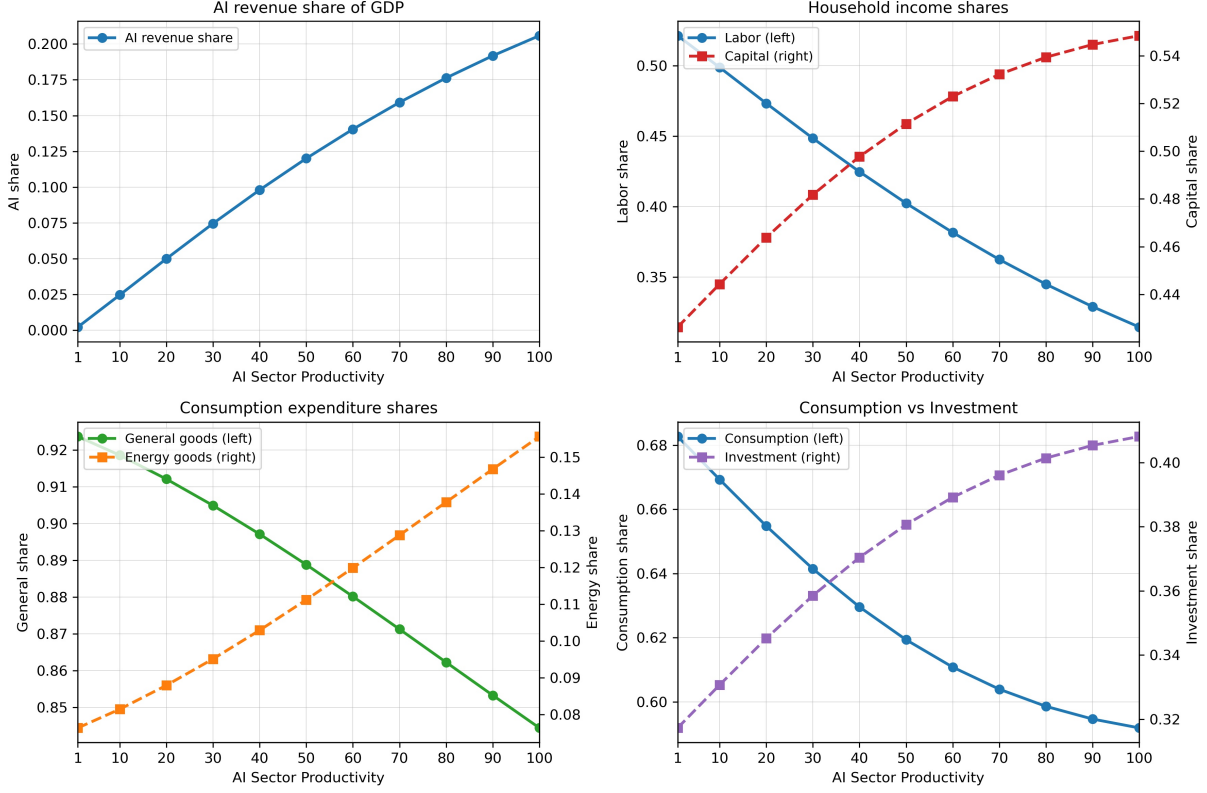 AI revenue share of GDP
AI revenue share
0.200
0.175
0.150
0.125
0.100
0.075
0.050
0.025
0.000
AI share
1 10 20 30 40 50 60 70 80 90 100
AI Sector Productivity
Household income shares
Labor (left)
Capital (right)
0.50
0.45
0.40
0.35
Labor share
0.54
0.52
0.50
0.48
0.46
0.44
Capital share
1 10 20 30 40 50 60 70 80 90 100
AI Sector Productivity
Consumption expenditure shares
General goods (left)
Energy goods (right)
0.92
0.91
0.90
0.89
0.88
0.87
0.86
0.85
General share
0.15
0.14
0.13
0.12
0.11
0.10
0.09
0.08
Energy share
1 10 20 30 40 50 60 70 80 90 100
AI Sector Productivity
Consumption vs Investment
Consumption (left)
Investment (right)
0.68
0.66
0.64
0.62
0.60
Consumption share
0.40
0.38
0.36
0.34
0.32
Investment share
1 10 20 30 40 50 60 70 80 90 100
AI Sector Productivity